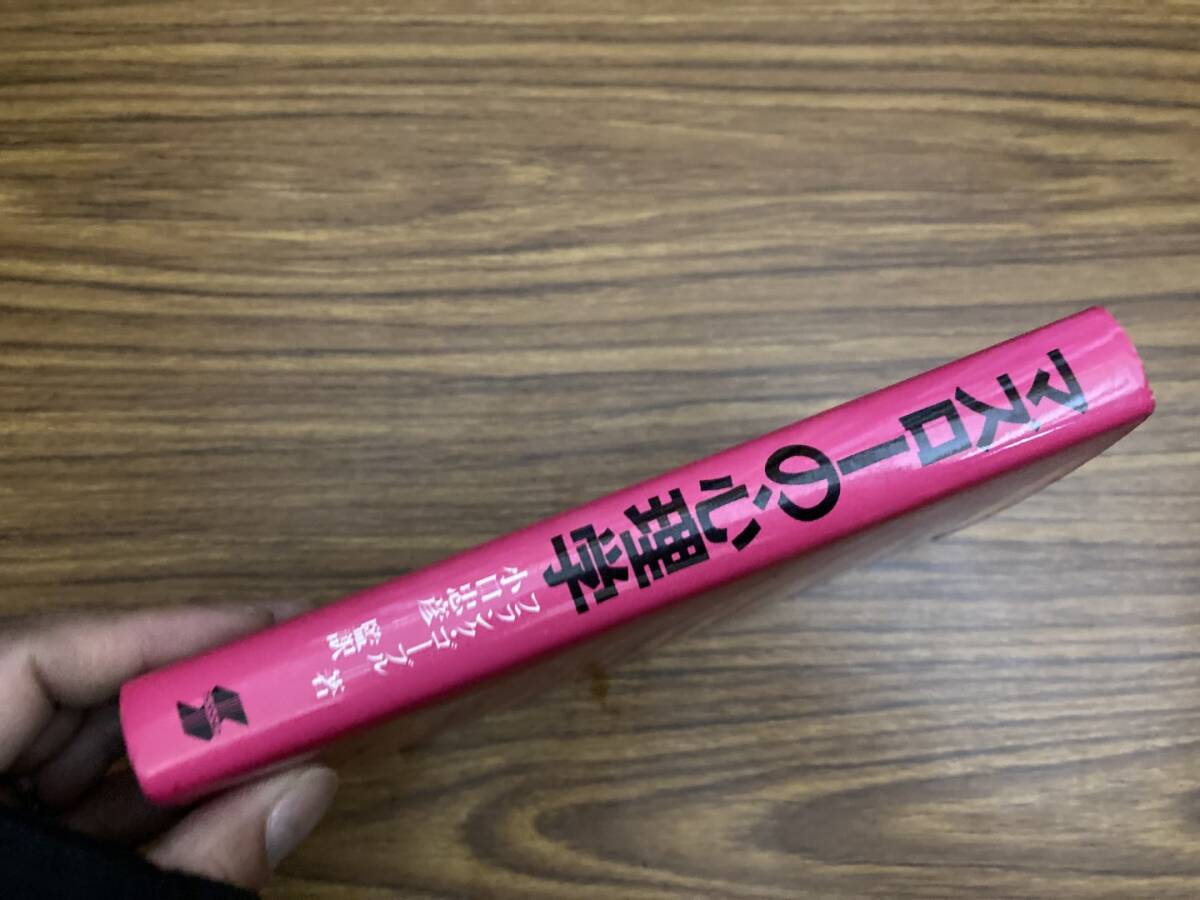 マズローの心理学
フランク・ゴーブル 著
小口忠彦 監訳